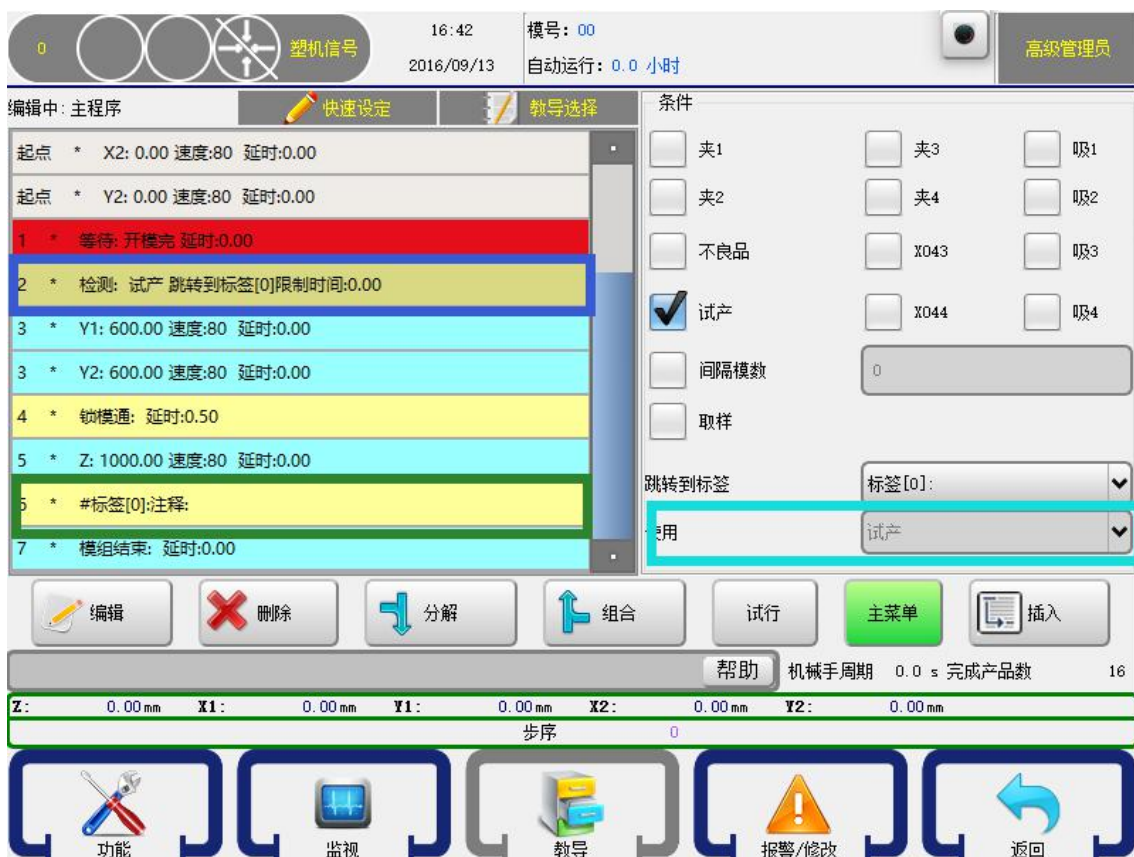 0
塑机信号
16:42
2016/09/13
模号: 00
自动运行: 0.0 小时
高级管理员
编辑中: 主程序
快速设定
教导选择
起点 * X2: 0.00 速度:80 延时:0.00
起点 * Y2: 0.00 速度:80 延时:0.00
1 * 等待: 开模完 延时:0.00
2 * 检测: 试产 跳转到标签[0]限制时间:0.00
3 * Y1: 600.00 速度:80 延时:0.00
3 * Y2: 600.00 速度:80 延时:0.00
4 * 锁模通: 延时:0.50
5 * Z: 1000.00 速度:80 延时:0.00
6 * #标签[0]:注释:
7 * 模组结束: 延时:0.00
条件
夹1 夹3 吸1
夹2 夹4 吸2
不良品 X043 吸3
试产 X044 吸4
间隔模数 0
取样
跳转到标签 标签[0]:
使用 试产
编辑 删除 分解 组合 试行 主菜单 插入
帮助 机械手周期 0.0 s 完成产品数 16
Z: 0.00 mm X1: 0.00 mm Y1: 0.00 mm X2: 0.00 mm Y2: 0.00 mm
步序 0
功能 监视 教导 报警/修改 返回